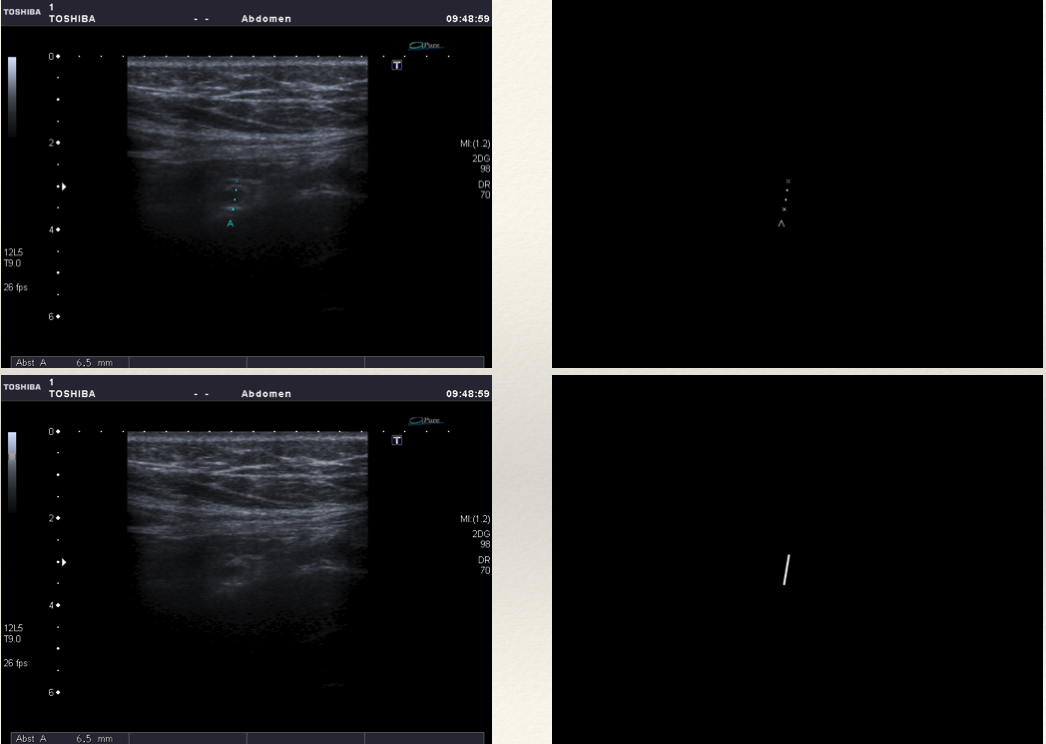 TOSHIBA
1
TOSHIBA
- -
Abdomen
09:48:59
aPure
T
0
2
4
6
MI:(1.2)
2DG
98
DR
70
12L5
T9.0
26 fps
A
Abst A 6.5 mm
A
TOSHIBA
1
TOSHIBA
- -
Abdomen
09:48:59
aPure
T
0
2
4
6
MI:(1.2)
2DG
98
DR
70
12L5
T9.0
26 fps
Abst A 6.5 mm